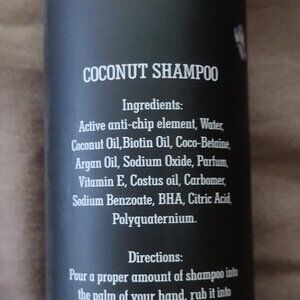 COCONUT SHAMPOO
Ingredients:
Active anti-chip element, Water,
Coconut Oil,Biotin Oil, Coco-Betaine,
Argan Oil, Sodium Oxide, Parfum,
Vitamin E, Costus oil, Carbomer,
Sodium Benzoate, BHA, Citric Acid,
Polyquaternium.
Directions:
Pour a proper amount of shampoo into
the palm of your hand, rub it into